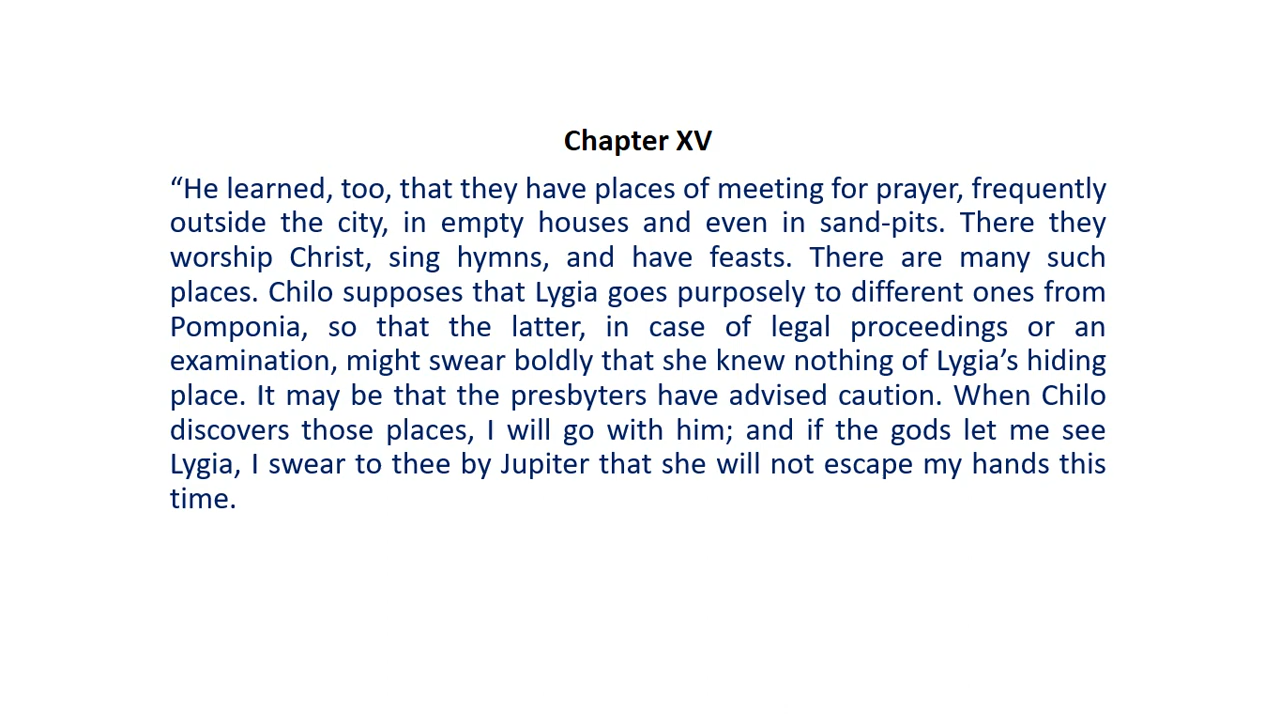 Chapter XV
“He learned, too, that they have places of meeting for prayer, frequently
outside the city, in empty houses and even in sand-pits. There they
worship Christ, sing hymns, and have feasts. There are many such
places. Chilo supposes that Lygia goes purposely to different ones from
Pomponia, so that the latter, in case of legal proceedings or an
examination, might swear boldly that she knew nothing of Lygia’s hiding
place. It may be that the presbyters have advised caution. When Chilo
discovers those places, I will go with him; and if the gods let me see
Lygia, I swear to thee by Jupiter that she will not escape my hands this
time.